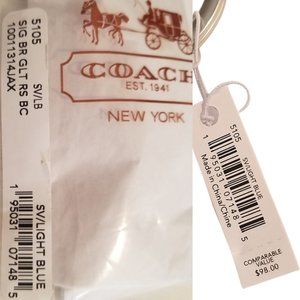 5105
SIG BR GLT RS BC
10011314JAX
SV/LB
SV/LIGHT BLUE
1 95031 07148 5
COACH
EST. 1941
NEW YORK
5105
SV/LIGHT BLUE
1 95031 07148 5
Made in China/Chine
COMPARABLE
VALUE
$98.00